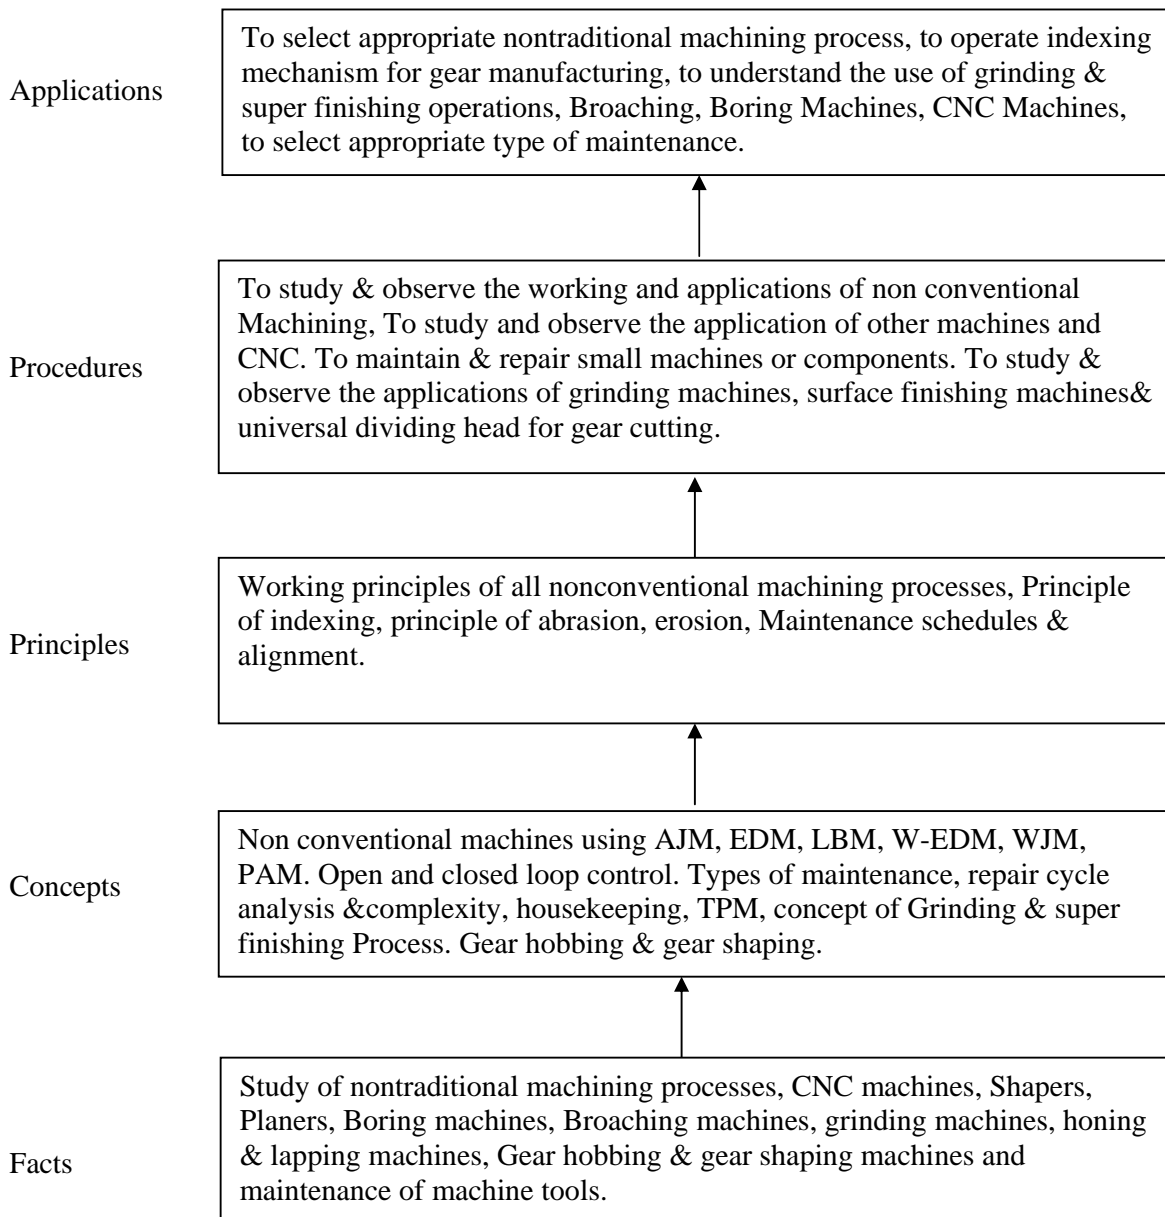 Applications
To select appropriate nontraditional machining process, to operate indexing
mechanism for gear manufacturing, to understand the use of grinding &
super finishing operations, Broaching, Boring Machines, CNC Machines,
to select appropriate type of maintenance.
Procedures
To study & observe the working and applications of non conventional
Machining, To study and observe the application of other machines and
CNC. To maintain & repair small machines or components. To study &
observe the applications of grinding machines, surface finishing machines&
universal dividing head for gear cutting.
Principles
Working principles of all nonconventional machining processes, Principle
of indexing, principle of abrasion, erosion, Maintenance schedules &
alignment.
Concepts
Non conventional machines using AJM, EDM, LBM, W-EDM, WJM,
PAM. Open and closed loop control. Types of maintenance, repair cycle
analysis &complexity, housekeeping, TPM, concept of Grinding & super
finishing Process. Gear hobbing & gear shaping.
Facts
Study of nontraditional machining processes, CNC machines, Shapers,
Planers, Boring machines, Broaching machines, grinding machines, honing
& lapping machines, Gear hobbing & gear shaping machines and
maintenance of machine tools.